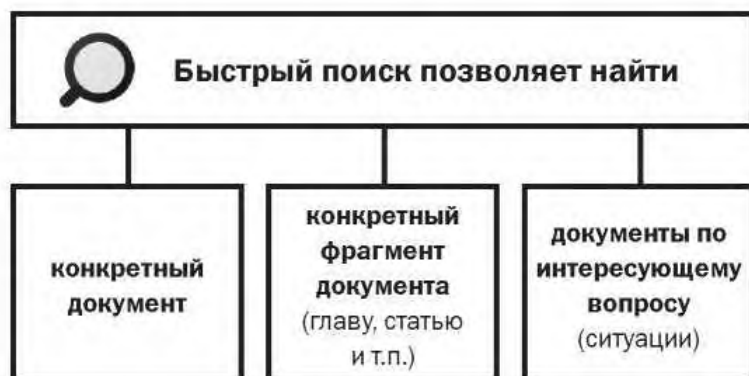 Быстрый поиск позволяет найти
конкретный
документ
конкретный
фрагмент
документа
(главу, статью
и т.п.)
документы по
интересующему
вопросу
(ситуации)